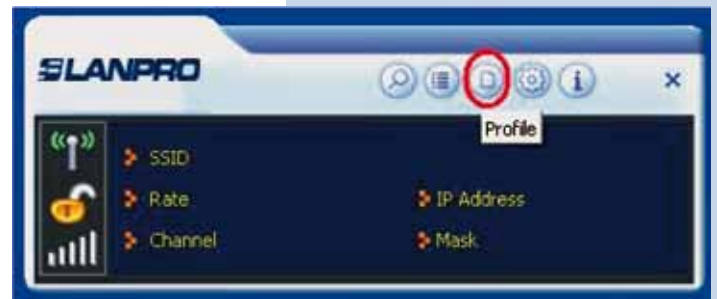 LANPRO
Profile
SSID
Rate
IP Address
Channel
Mask